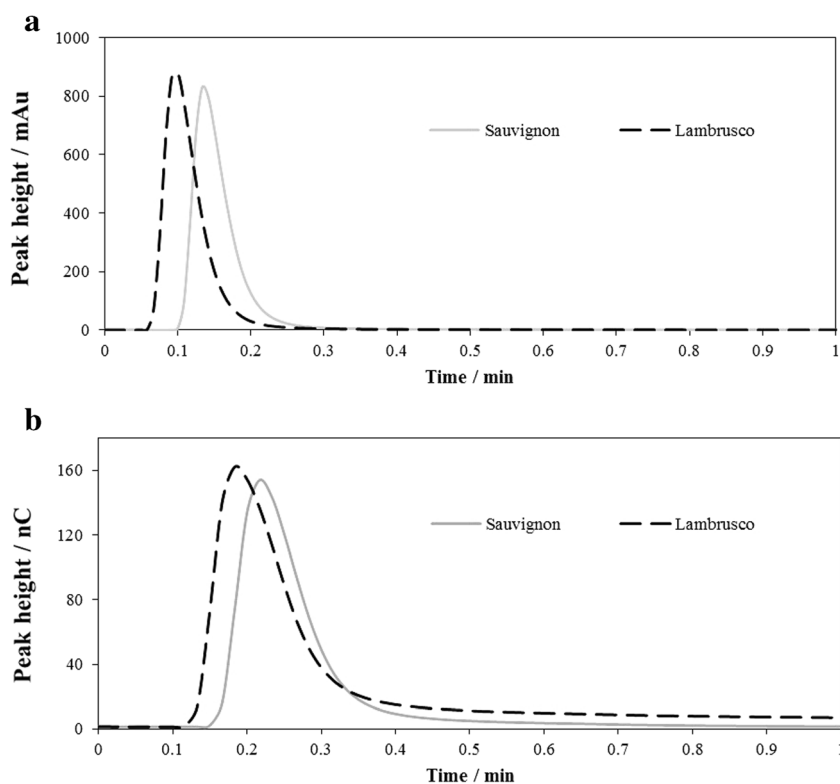 a
1000
800
600
400
200
0
Peak height / mAu
Sauvignon
Lambrusco
0 0.1 0.2 0.3 0.4 0.5 0.6 0.7 0.8 0.9 1
Time / min
b
160
120
80
40
0
Peak height / nC
Sauvignon
Lambrusco
0 0.1 0.2 0.3 0.4 0.5 0.6 0.7 0.8 0.9 1
Time / min